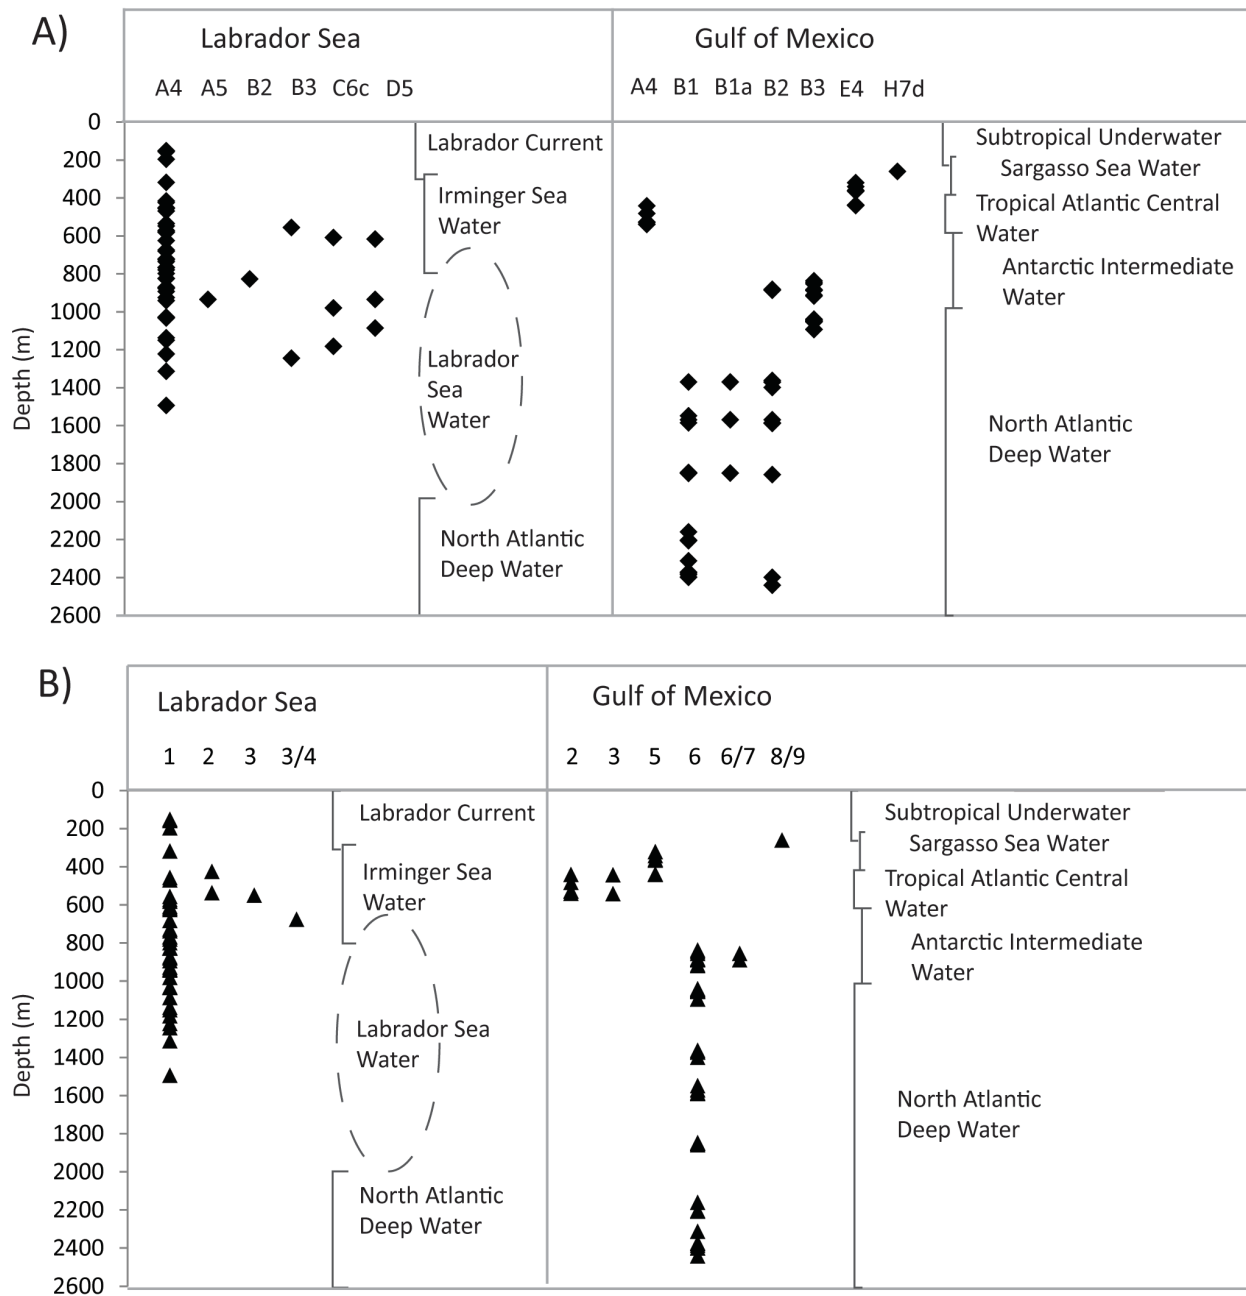 A)
Labrador Sea
Gulf of Mexico
A4 A5 B2 B3 C6c D5
A4 B1 B1a B2 B3 E4 H7d
0
200
400
600
800
1000
1200
1400
1600
1800
2000
2200
2400
2600
Depth (m)
Labrador Current
Irminger Sea
Water
Labrador
Sea
Water
North Atlantic
Deep Water
Subtropical Underwater
Sargasso Sea Water
Tropical Atlantic Central
Water
Antarctic Intermediate
Water
North Atlantic
Deep Water
B)
Labrador Sea
Gulf of Mexico
1 2 3 3/4
2 3 5 6 6/7 8/9
0
200
400
600
800
1000
1200
1400
1600
1800
2000
2200
2400
2600
Depth (m)
Labrador Current
Irminger Sea
Water
Labrador Sea
Water
North Atlantic
Deep Water
Subtropical Underwater
Sargasso Sea Water
Tropical Atlantic Central
Water
Antarctic Intermediate
Water
North Atlantic
Deep Water